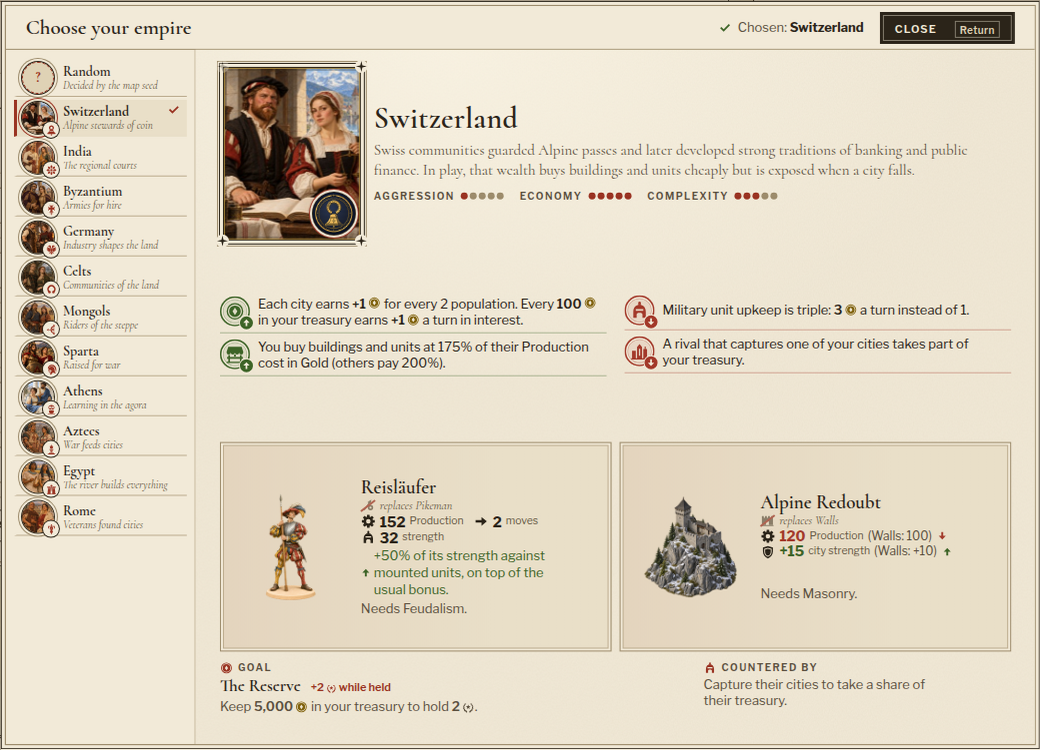 Choose your empire
Chosen: Switzerland
CLOSE Return
?
Random
Decided by the map seed
Switzerland
Alpine stewards of coin
India
The regional courts
Byzantium
Armies for hire
Germany
Industry shapes the land
Celts
Communities of the land
Mongols
Riders of the steppe
Sparta
Raised for war
Athens
Learning in the agora
Aztecs
War feeds cities
Egypt
The river builds everything
Rome
Veterans found cities
Switzerland
Swiss communities guarded Alpine passes and later developed strong traditions of banking and public
finance. In play, that wealth buys buildings and units cheaply but is exposed when a city falls.
AGGRESSION ECONOMY COMPLEXITY
Each city earns +1 for every 2 population. Every 100
in your treasury earns +1 a turn in interest.
You buy buildings and units at 175% of their Production
cost in Gold (others pay 200%).
Military unit upkeep is triple: 3 a turn instead of 1.
A rival that captures one of your cities takes part of
your treasury.
Reisläufer
replaces Pikeman
152 Production 2 moves
32 strength
+50% of its strength against
mounted units, on top of the
usual bonus.
Needs Feudalism.
Alpine Redoubt
replaces Walls
120 Production (Walls: 100)
+15 city strength (Walls: +10)
Needs Masonry.
GOAL
The Reserve +2 while held
Keep 5,000 in your treasury to hold 2.
COUNTERED BY
Capture their cities to take a share of
their treasury.